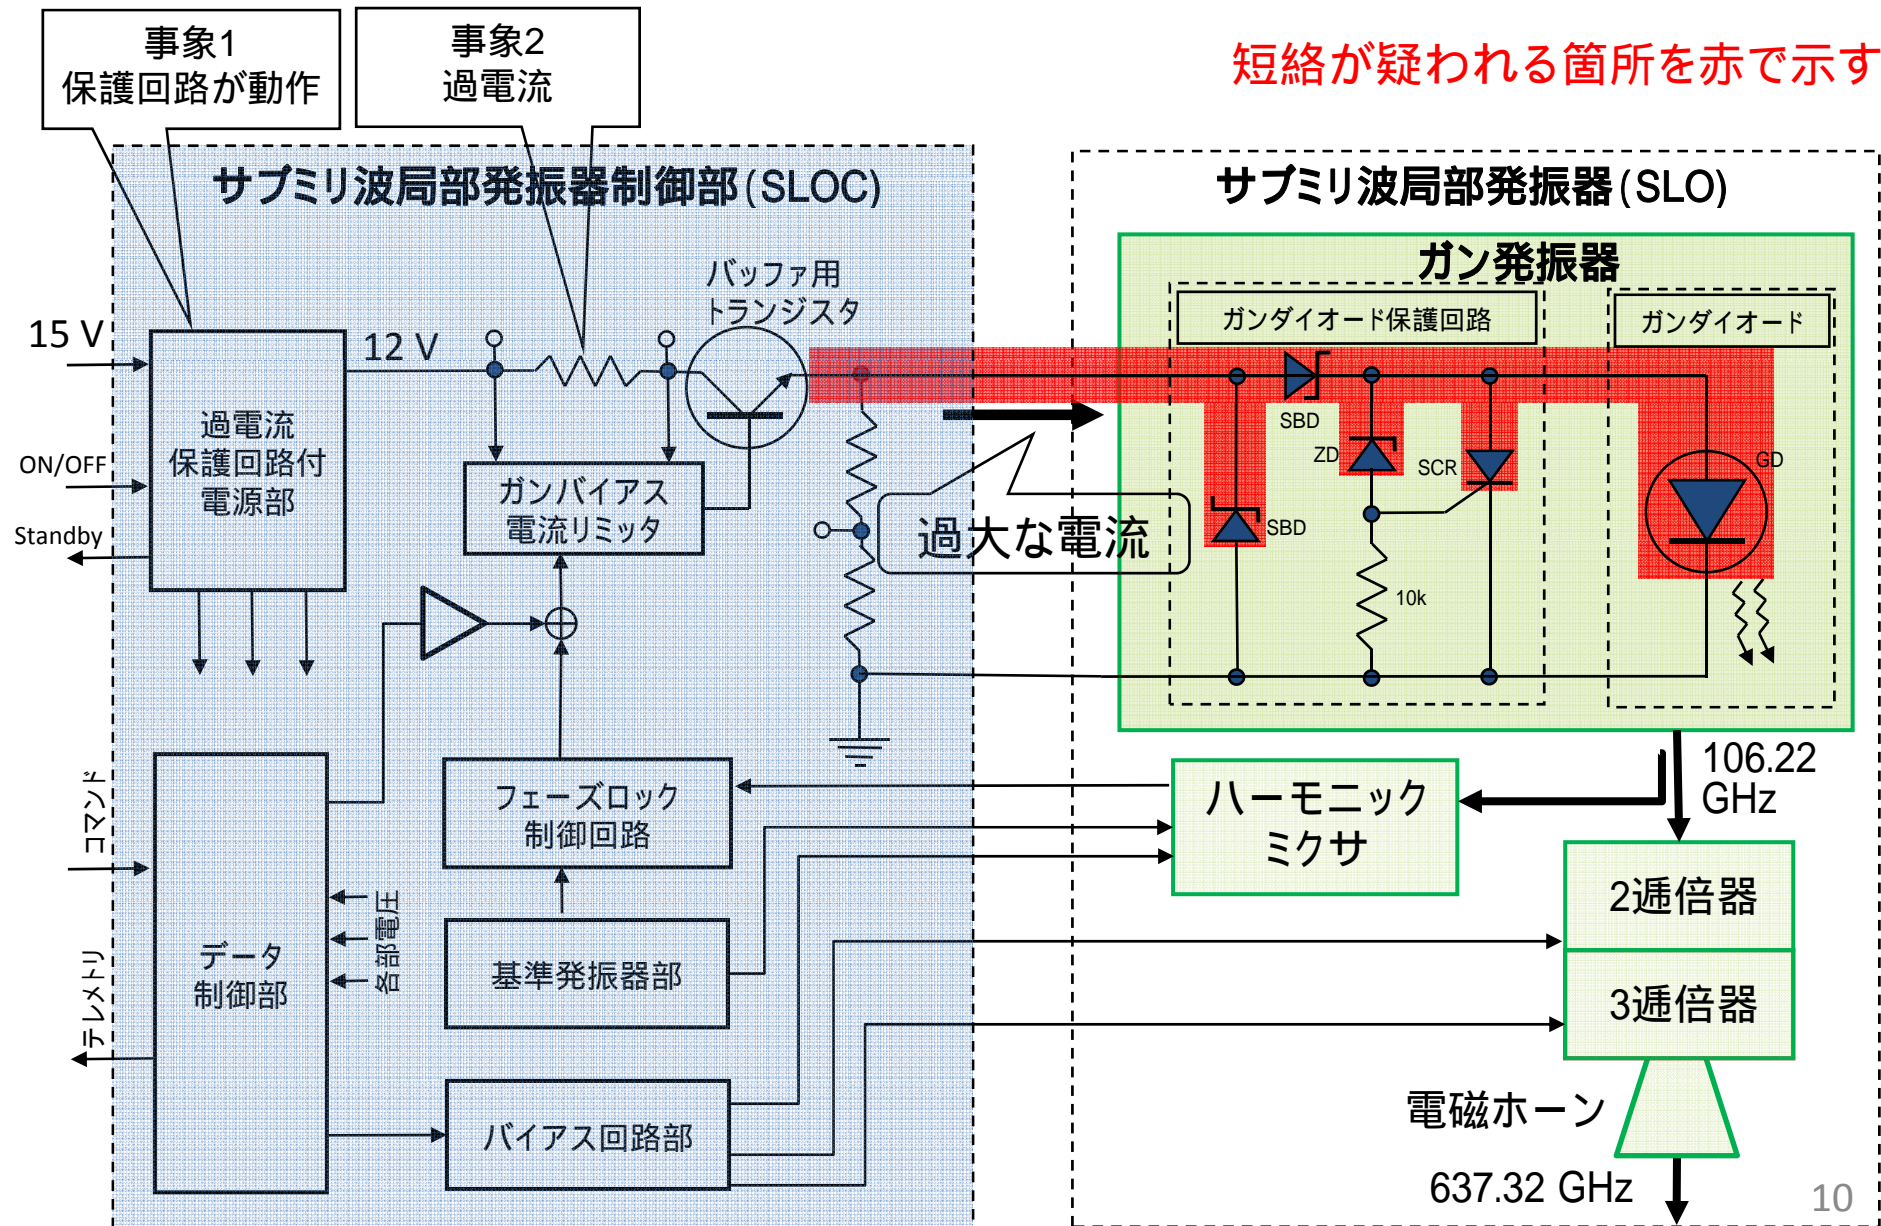 事象1
保護回路が動作
事象2
過電流
短絡が疑われる箇所を赤で示す
サブミリ波局部発振器制御部(SLOC)
サブミリ波局部発振器(SLO)
ガン発振器
バッファ用
トランジスタ
ガンダイオード保護回路
ガンダイオード
15 V
12 V
過電流
保護回路付
電源部
ON/OFF
Standby
ガンバイアス
電流リミッタ
過大な電流
SBD
ZD
SCR
GD
SBD
10k
フェーズロック
制御回路
ハーモニック
ミクサ
106.22
GHz
コマンド
テレメトリ
各部電圧
データ
制御部
基準発振器部
2逓倍器
3逓倍器
バイアス回路部
電磁ホーン
637.32 GHz
10